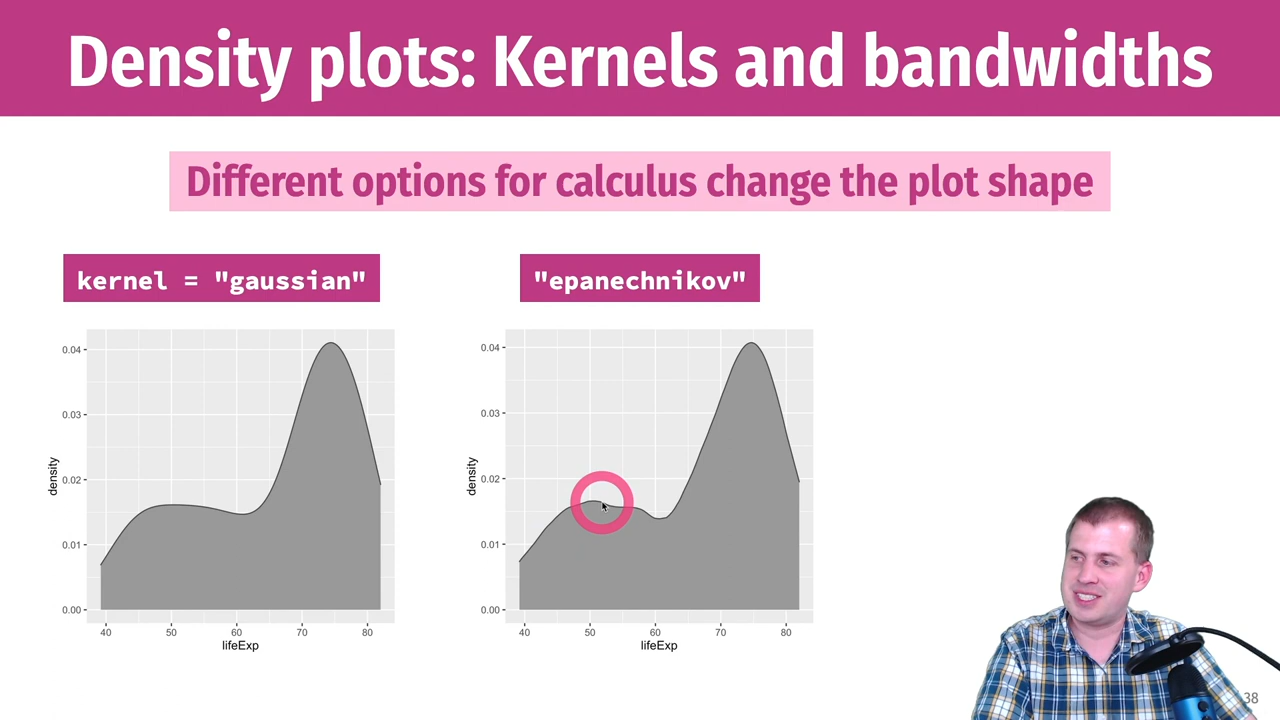 Density plots: Kernels and bandwidths
Different options for calculus change the plot shape
kernel = "gaussian"
"epanechnikov"
0.04
0.03
0.02
0.01
0.00
density
40 50 60 70 80
lifeExp
0.04
0.03
0.02
0.01
0.00
density
40 50 60 70 80
lifeExp
38